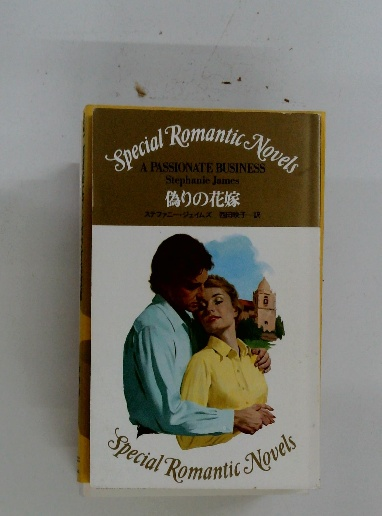 Special Romantic Novels
A PASSIONATE BUSINESS
Stephanie James
偽りの花嫁
ステファニー・ジェイムズ 訳
Special Romantic Novels